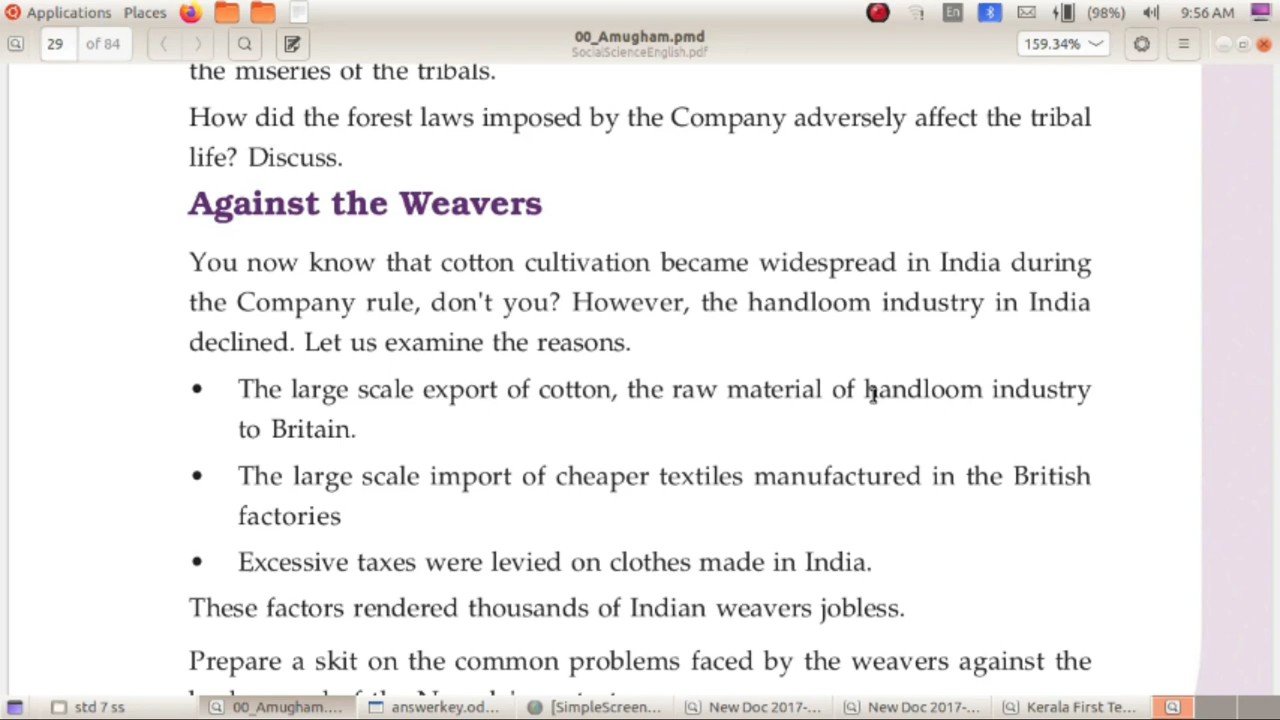 Applications Places En (98%) 9:56 AM
29 of 84 00_Amugham.pmd 159.34%
SocialScienceEnglish.pdf
the miseries of the tribals.
How did the forest laws imposed by the Company adversely affect the tribal
life? Discuss.
Against the Weavers
You now know that cotton cultivation became widespread in India during
the Company rule, don't you? However, the handloom industry in India
declined. Let us examine the reasons.
• The large scale export of cotton, the raw material of handloom industry
to Britain.
• The large scale import of cheaper textiles manufactured in the British
factories
• Excessive taxes were levied on clothes made in India.
These factors rendered thousands of Indian weavers jobless.
Prepare a skit on the common problems faced by the weavers against the
std 7 ss 00_Amugham.... answerkey.od... [SimpleScreen... New Doc 2017-... New Doc 2017-... Kerala First Te...